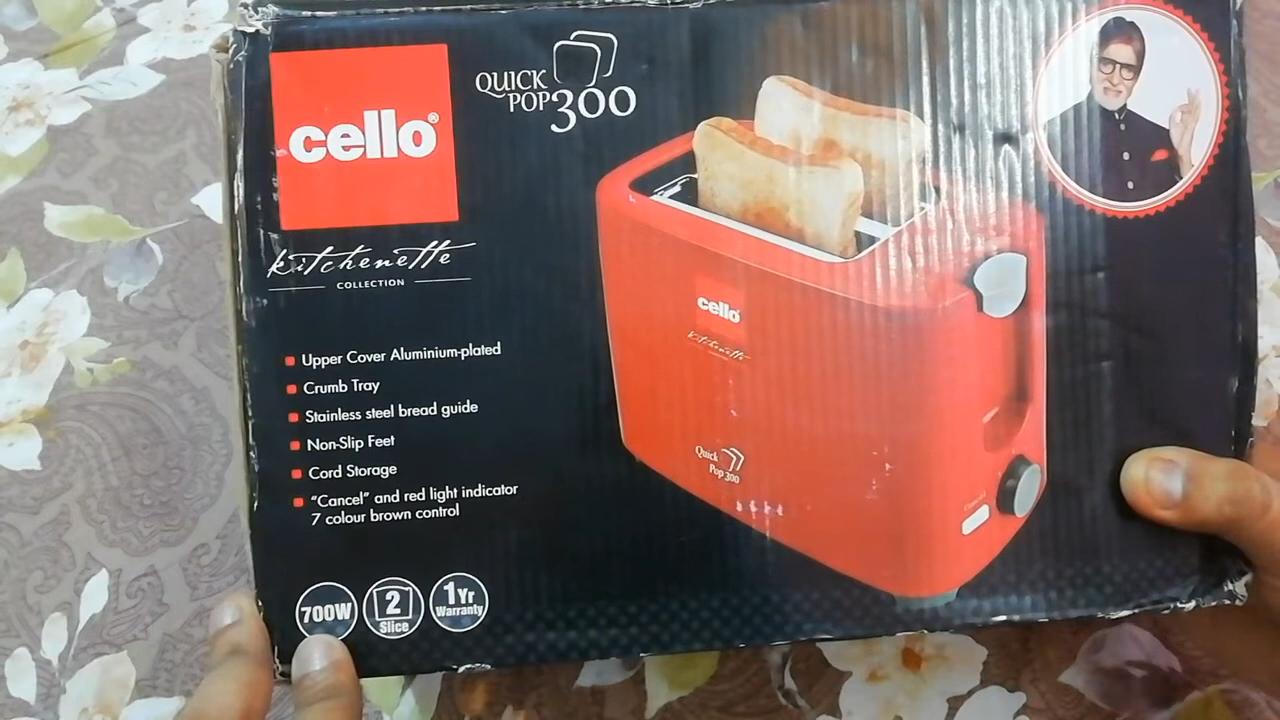 cello®
QUICK
POP 300
kitchenette
COLLECTION
Upper Cover Aluminium-plated
Crumb Tray
Stainless steel bread guide
Non-Slip Feet
Cord Storage
"Cancel" and red light indicator
7 colour brown control
700W
2
Slice
1Yr
Warranty
cello
kitchenette
Quick
Pop 300
Cancel